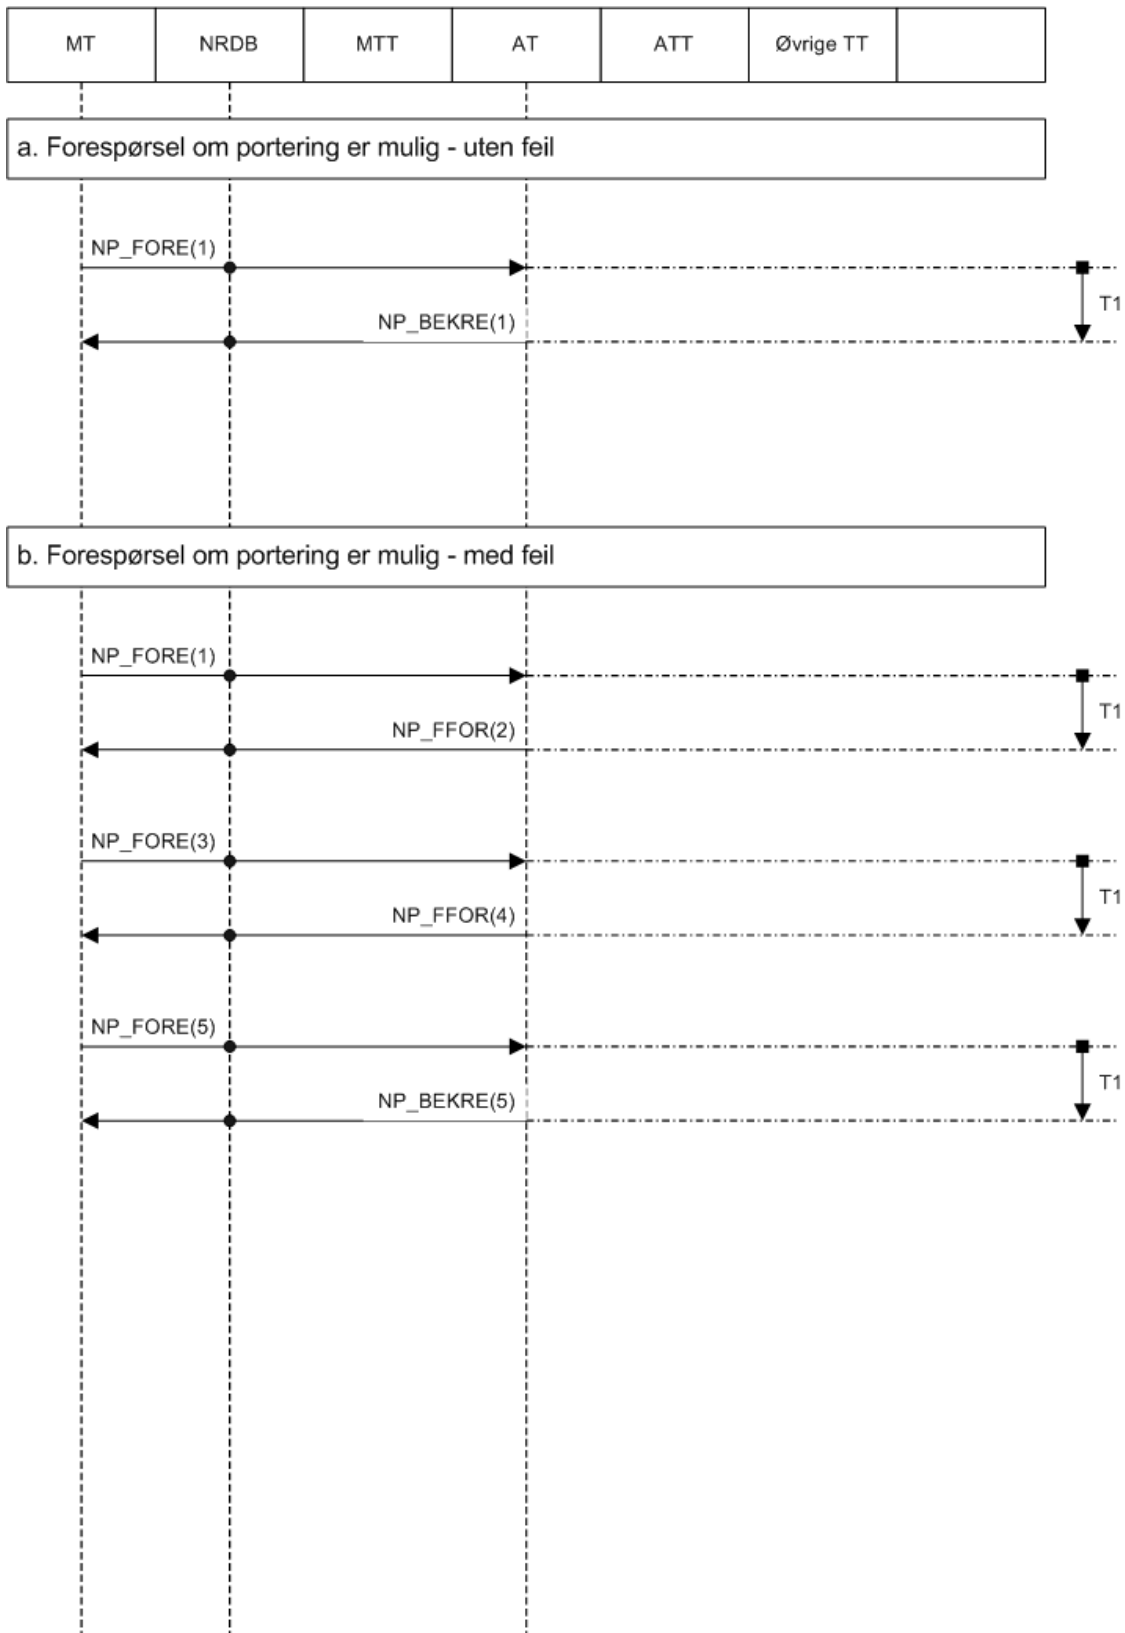 MT NRDB MTT AT ATT Øvrige TT
a. Forespørsel om portering er mulig - uten feil
NP_FORE(1)
T1
NP_BEKRE(1)
b. Forespørsel om portering er mulig - med feil
NP_FORE(1)
T1
NP_FFOR(2)
NP_FORE(3)
T1
NP_FFOR(4)
NP_FORE(5)
T1
NP_BEKRE(5)